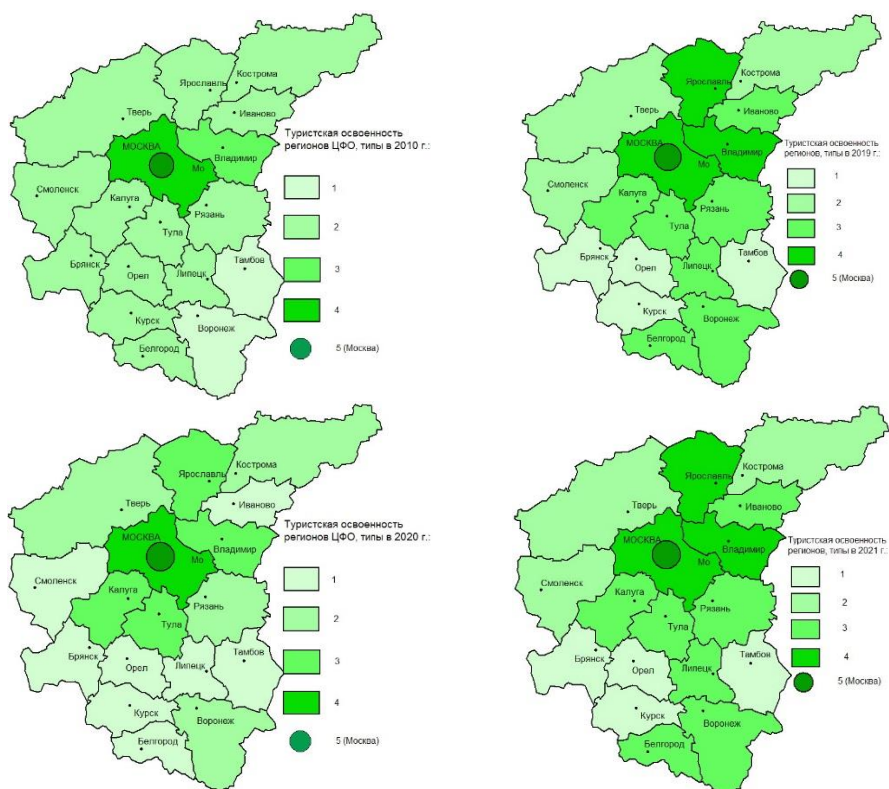 Ярославль
Кострома
Тверь
Иваново
МОСКВА
Владимир
Мо
Смоленск
Калуга
Рязань
Тула
Брянск
Орел
Липецк
Тамбов
Курск
Воронеж
Белгород
Туристская освоенность
регионов ЦФО, типы в 2010 г.:
1
2
3
4
5 (Москва)
Ярославль
Кострома
Тверь
Иваново
МОСКВА
Владимир
Мо
Смоленск
Калуга
Рязань
Тула
Брянск
Орел
Липецк
Тамбов
Курск
Воронеж
Белгород
Туристская освоенность
регионов, типы в 2019 г.:
1
2
3
4
5 (Москва)
Ярославль
Кострома
Тверь
Иваново
МОСКВА
Владимир
Мо
Смоленск
Калуга
Рязань
Тула
Брянск
Орел
Липецк
Тамбов
Курск
Воронеж
Белгород
Туристская освоенность
регионов ЦФО, типы в 2020 г.:
1
2
3
4
5 (Москва)
Ярославль
Кострома
Тверь
Иваново
МОСКВА
Владимир
Мо
Смоленск
Калуга
Рязань
Тула
Брянск
Орел
Липецк
Тамбов
Курск
Воронеж
Белгород
Туристская освоенность
регионов, типы в 2021 г.:
1
2
3
4
5 (Москва)